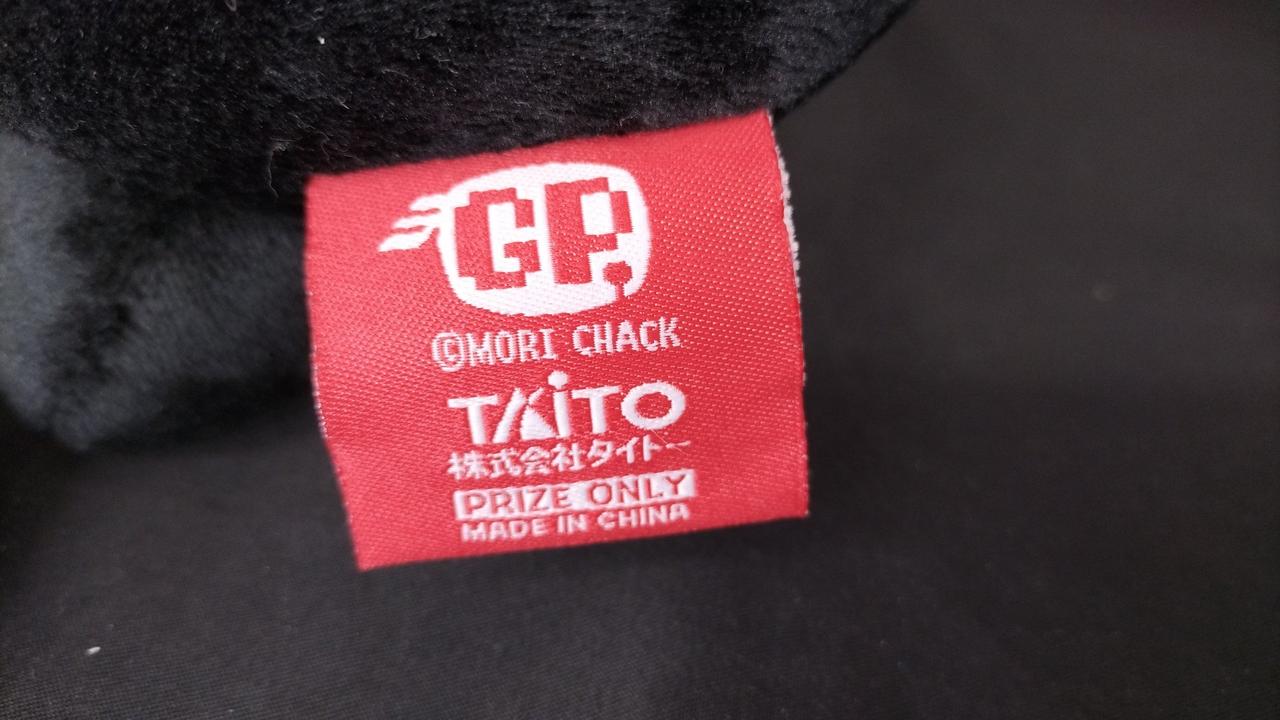 GP.
©MORI CHACK
TAITO
株式会社タイトー
PRIZE ONLY
MADE IN CHINA